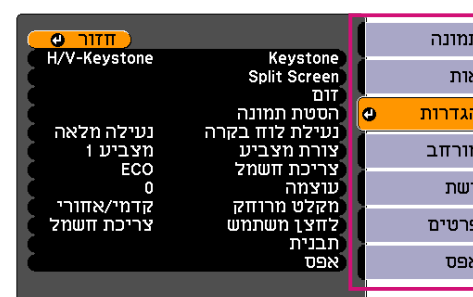 חזור
Keystone H/V-Keystone
Split Screen
זום
הסטת תמונה
נעילת לוח בקרה נעילה מלאה
צורת מצביע מצביע 1
צריכת חשמל ECO
עוצמה 0
מקלט מרוחק קדמי/אחורי
לחצן משתמש צריכת חשמל
תבנית
אפס
תמונה
אות
הגדרות
מורחב
רשת
פרטים
אפס